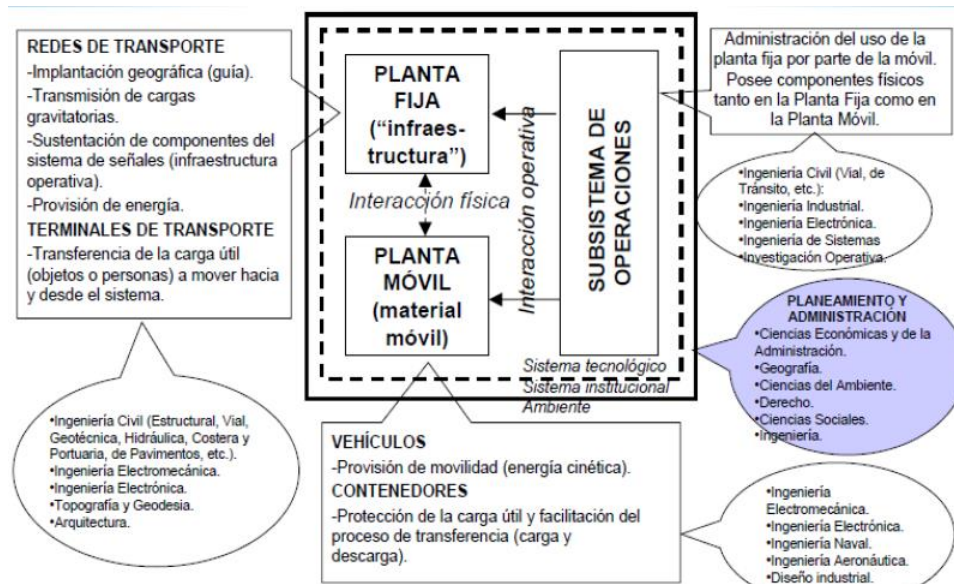 REDES DE TRANSPORTE
-Implantación geográfica (guía).
-Transmisión de cargas
gravitatorias.
-Sustentación de componentes del
sistema de señales (infraestructura
operativa).
-Provisión de energía.
TERMINALES DE TRANSPORTE
-Transferencia de la carga útil
(objetos o personas) a mover hacia
y desde el sistema.
PLANTA
FIJA
(“infraes-
tructura”)
Interacción física
PLANTA
MÓVIL
(material
móvil)
Interacción operativa
SUBSISTEMA DE
OPERACIONES
Sistema tecnológico
Sistema institucional
Ambiente
Administración del uso de la
planta fija por parte de la móvil.
Posee componentes físicos
tanto en la Planta Fija como en
la Planta Móvil.
•Ingeniería Civil (Vial, de
Tránsito, etc.):
•Ingeniería Industrial.
•Ingeniería Electrónica.
•Ingeniería de Sistemas
•Investigación Operativa.
PLANEAMIENTO Y
ADMINISTRACIÓN
•Ciencias Económicas y de la
Administración.
•Geografía.
•Ciencias del Ambiente.
•Derecho.
•Ciencias Sociales.
•Ingeniería.
•Ingeniería Civil (Estructural, Vial,
Geotécnica, Hidráulica, Costera y
Portuaria, de Pavimentos, etc.).
•Ingeniería Electromecánica.
•Ingeniería Electrónica.
•Topografía y Geodesia.
•Arquitectura.
VEHÍCULOS
-Provisión de movilidad (energía cinética).
CONTENEDORES
-Protección de la carga útil y facilitación del
proceso de transferencia (carga y
descarga).
•Ingeniería
Electromecánica.
•Ingeniería Electrónica.
•Ingeniería Naval.
•Ingeniería Aeronáutica.
•Diseño industrial.